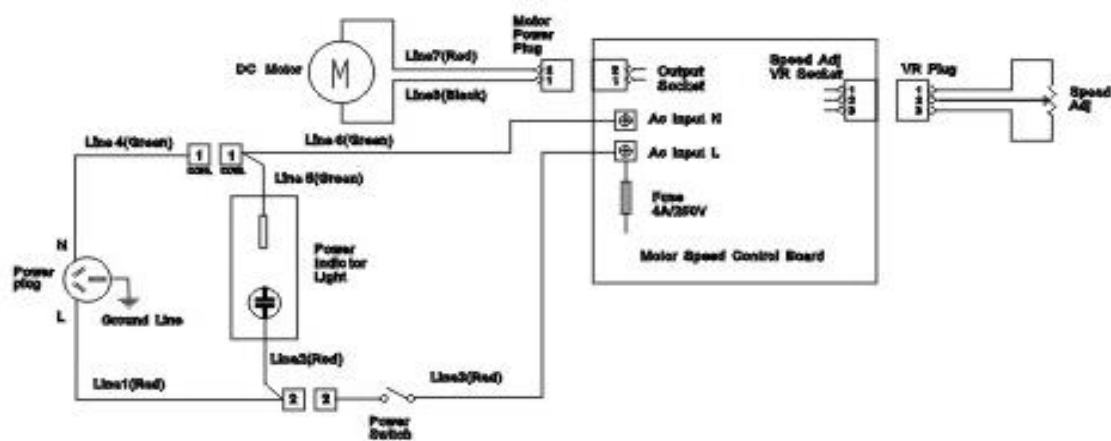 Motor
Power
Plug
DC Motor
M
Line7(Red)
2
1
Line8(Black)
2
1
Output
Socket
Speed Adj
VR Socket
1
2
3
VR Plug
1
2
3
Speed
Adj
Ac Input N
Line 4(Green)
1
CON1.
1
CON1.
Line 6(Green)
Ac Input L
Line 5(Green)
Fuse
4A/250V
Motor Speed Control Board
Power
Indictor
Light
N
Power
plug
L
Ground Line
Line2(Red)
Line1(Red)
2
2
Line3(Red)
Power
Switch